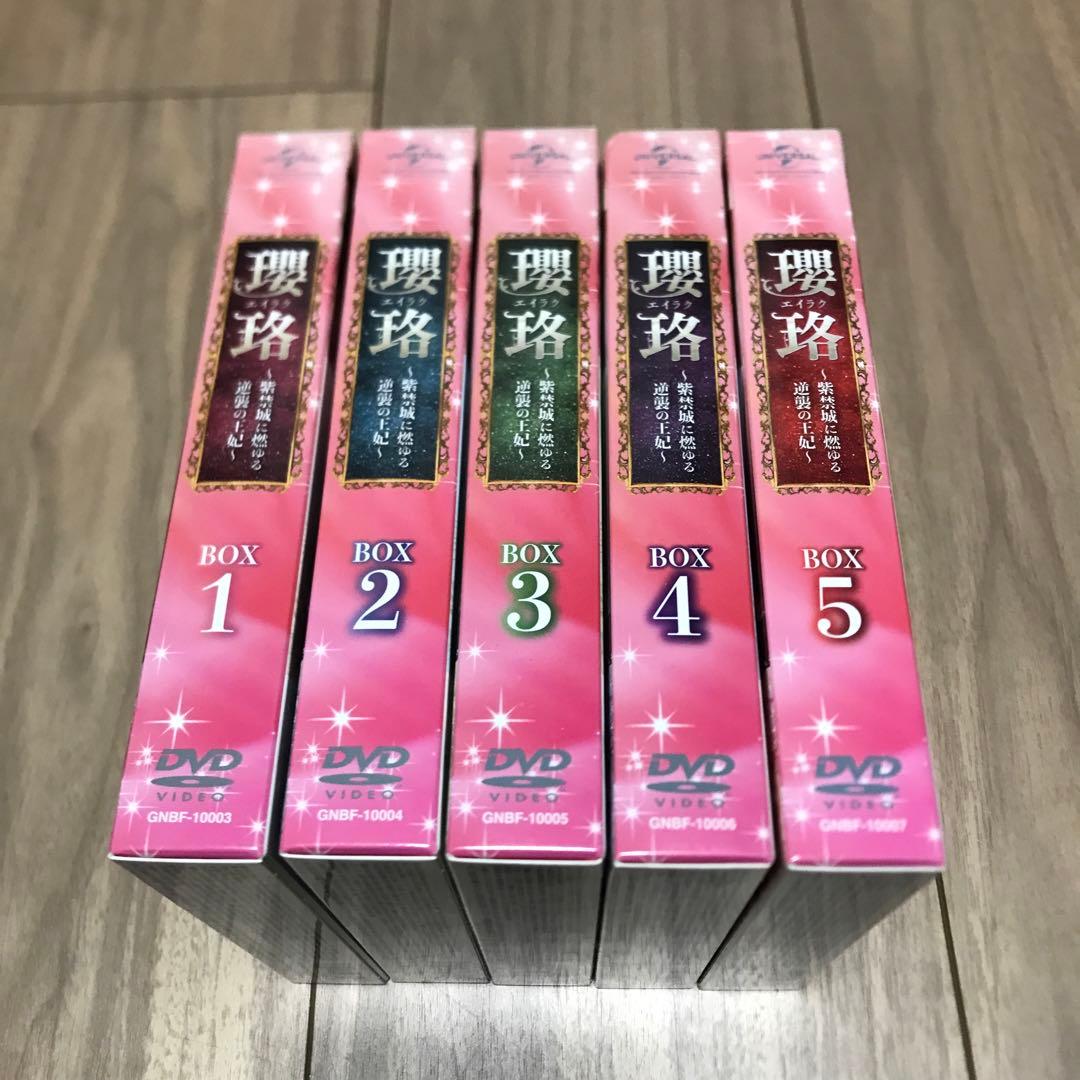 UNIVERSAL
瓔珞
エイラク
～紫禁城に燃ゆる
逆襲の王妃～
BOX
1
DVD
VIDEO
GNBF-10003
UNIVERSAL
瓔珞
エイラク
～紫禁城に燃ゆる
逆襲の王妃～
BOX
2
DVD
VIDEO
GNBF-10004
UNIVERSAL
瓔珞
エイラク
～紫禁城に燃ゆる
逆襲の王妃～
BOX
3
DVD
VIDEO
GNBF-10005
UNIVERSAL
瓔珞
エイラク
～紫禁城に燃ゆる
逆襲の王妃～
BOX
4
DVD
VIDEO
GNBF-10006
UNIVERSAL
瓔珞
エイラク
～紫禁城に燃ゆる
逆襲の王妃～
BOX
5
DVD
VIDEO
GNBF-10007